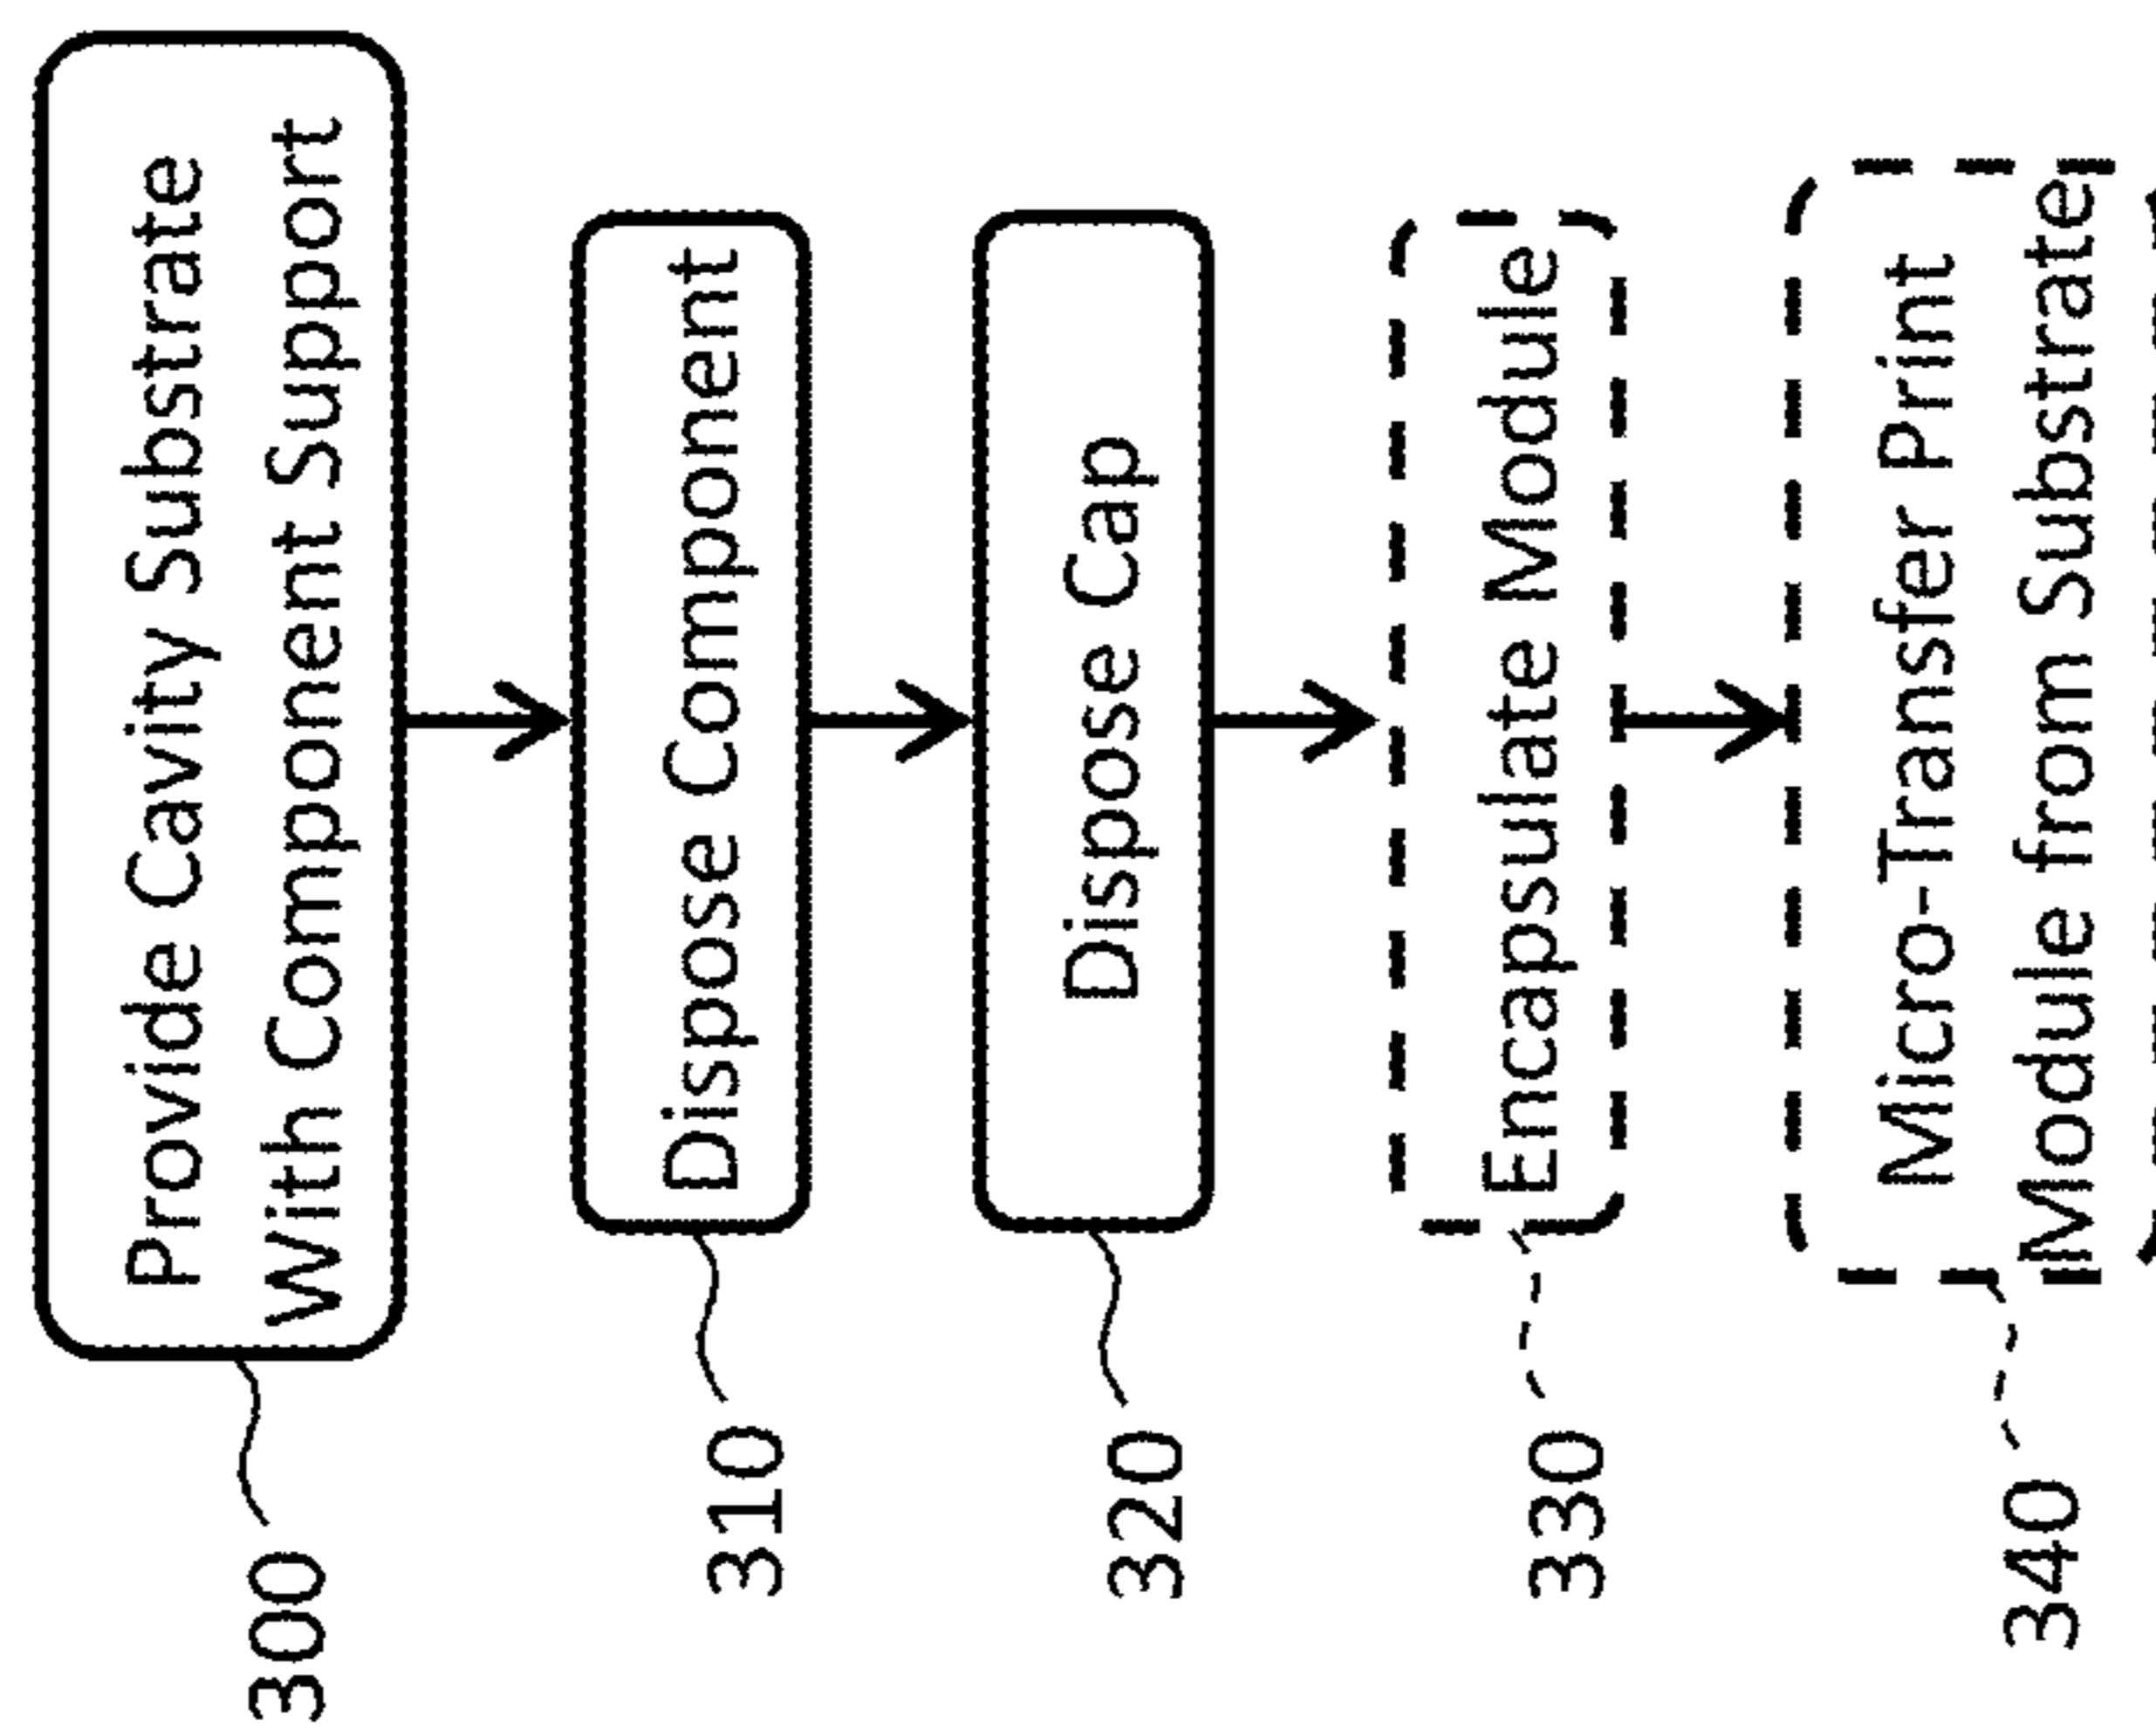 300
Provide Cavity Substrate
With Component Support
310
Dispose Component
320
Dispose Cap
330
Encapsulate Module
340
Micro-Transfer Print
Module from Substrate